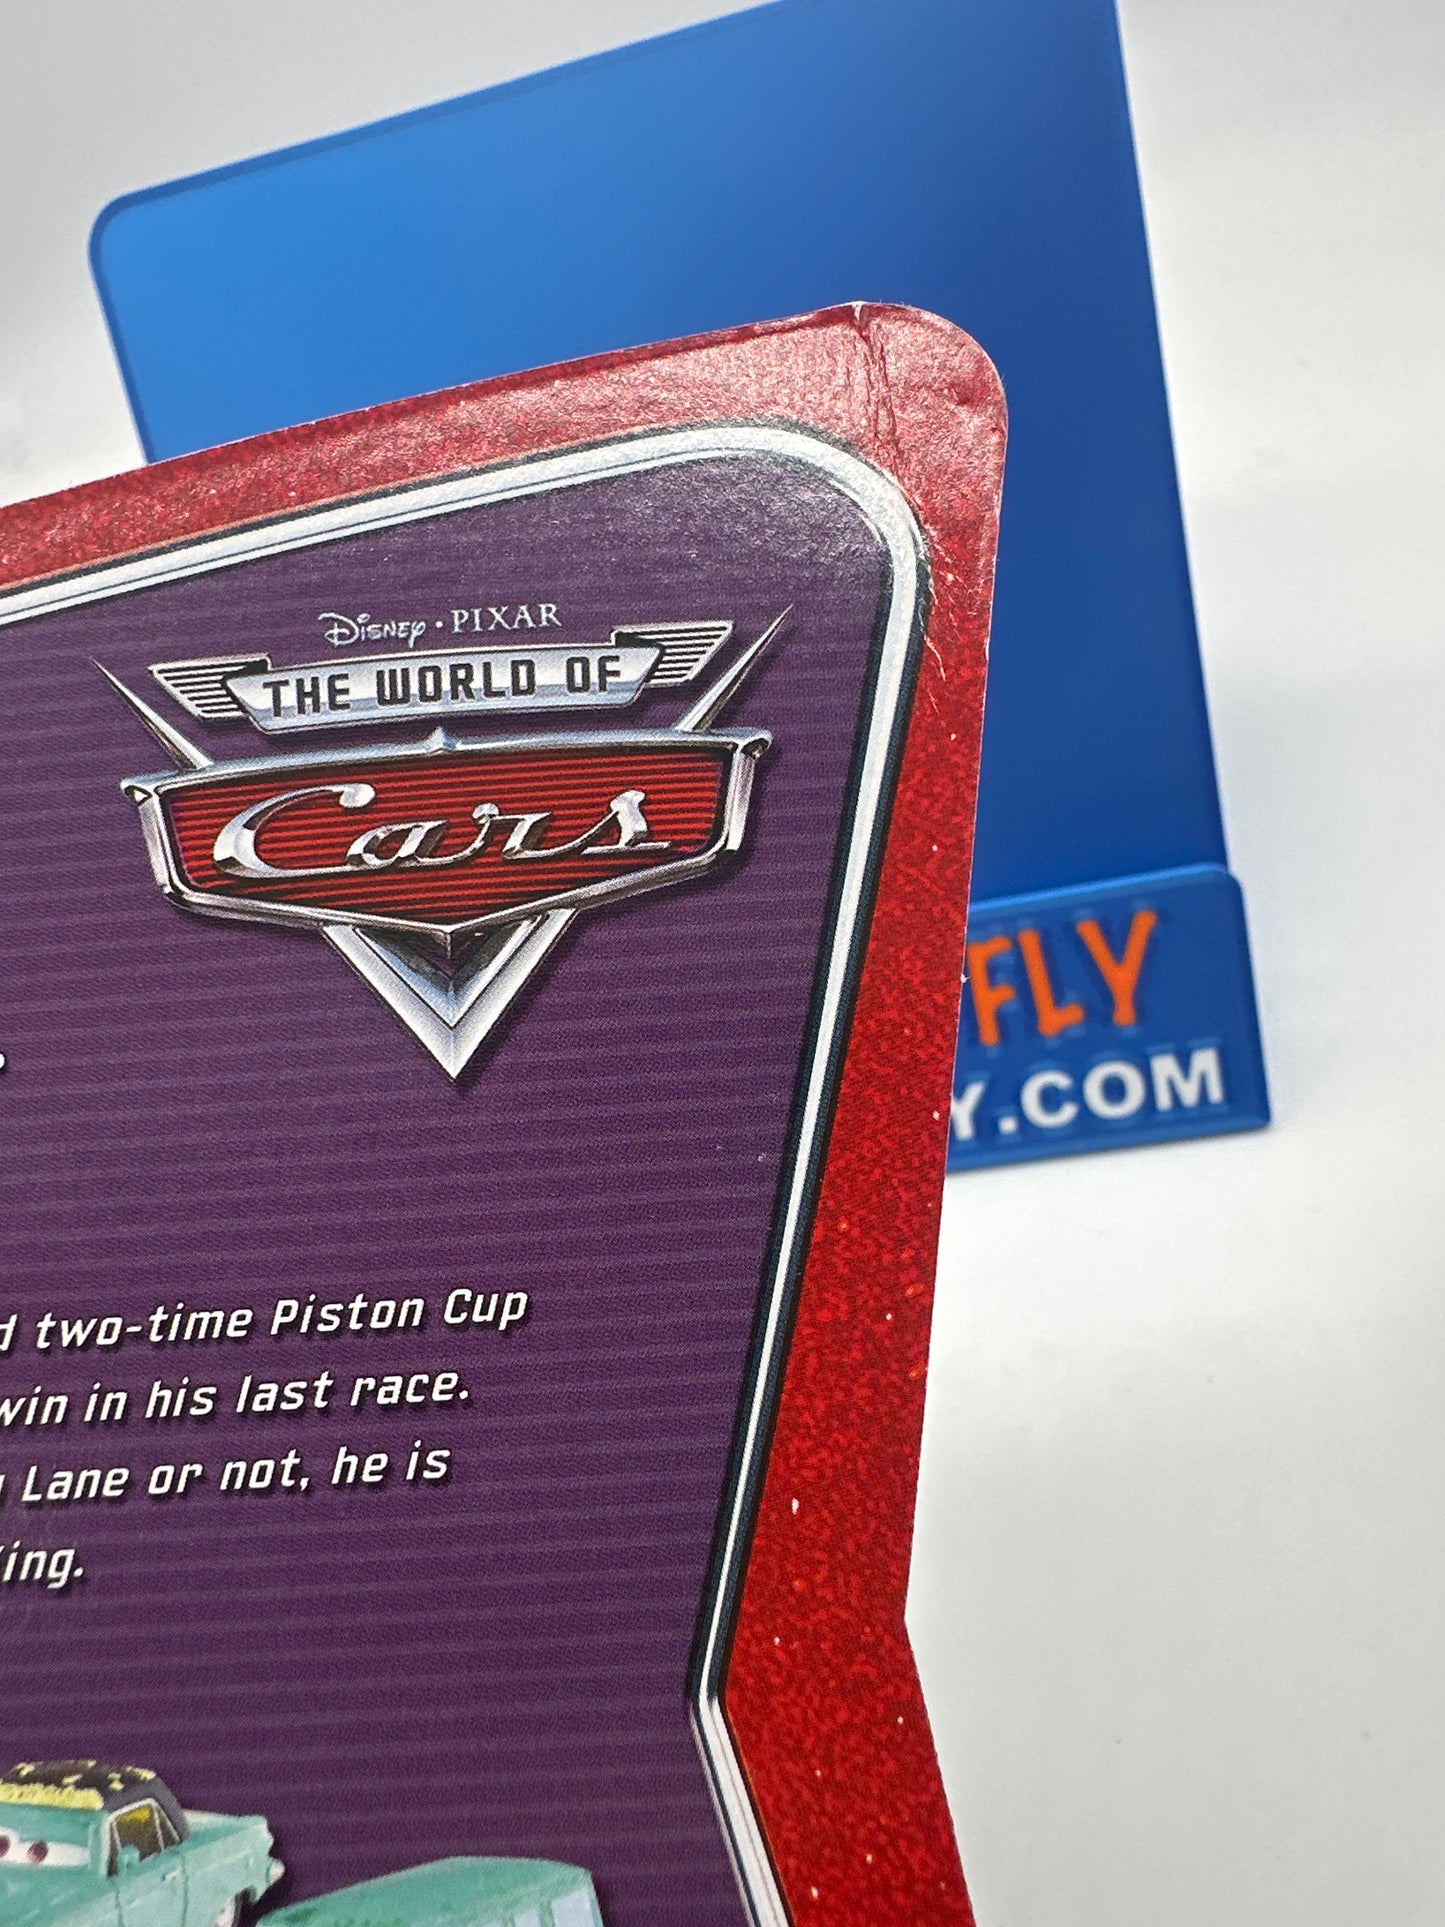 Disney · PIXAR
THE WORLD OF
Cars
FLY
Y.COM
two-time Piston Cup
win in his last race.
Lane or not, he is